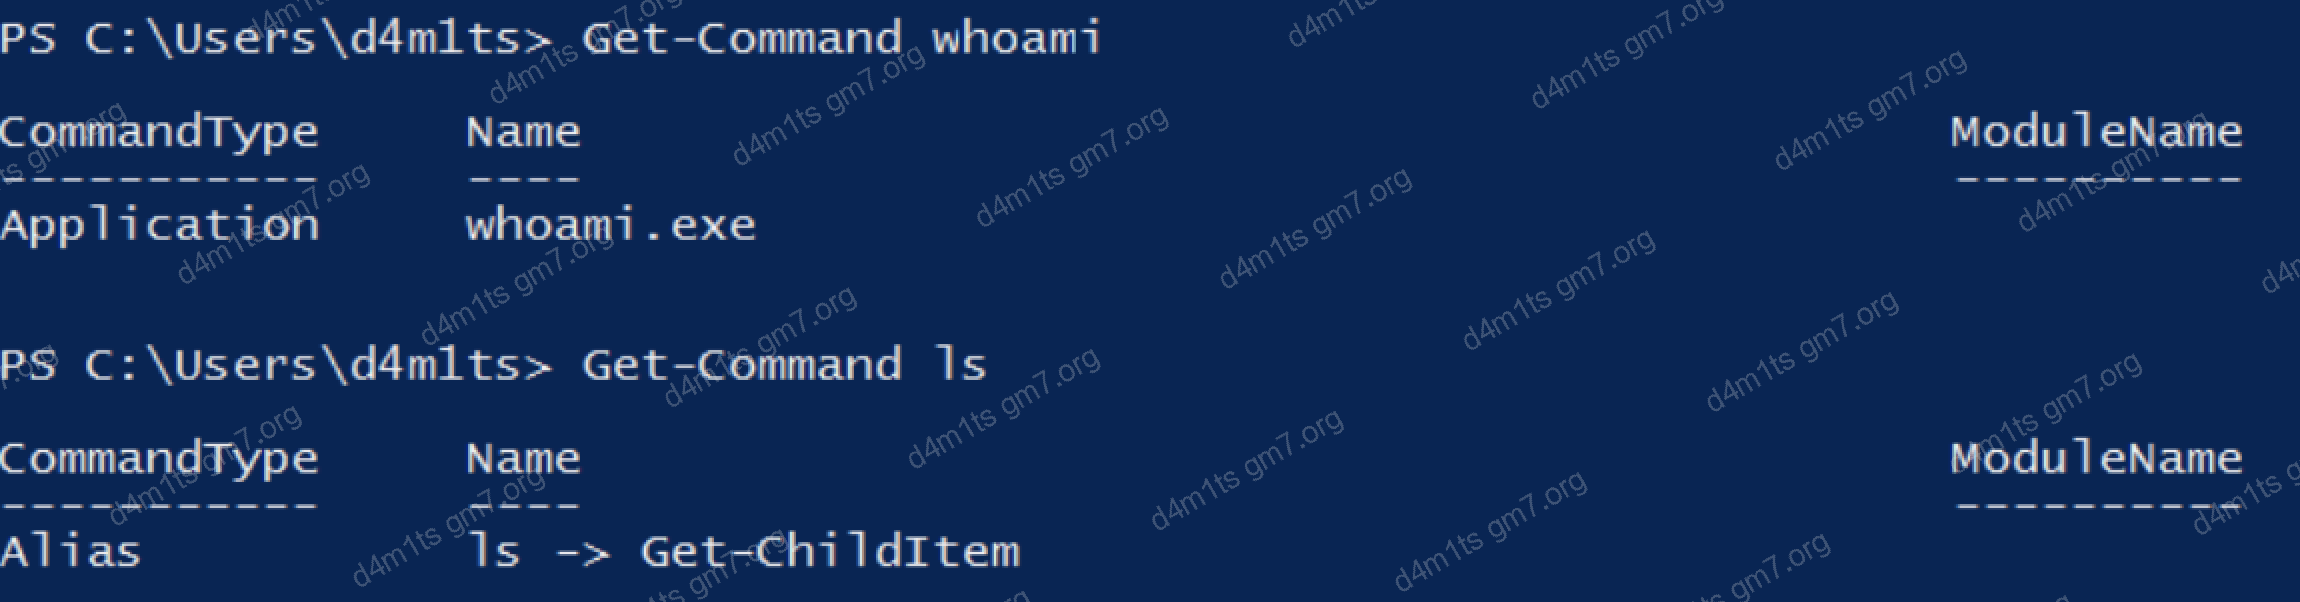 PS C:\Users\d4m1ts> Get-Command whoami
CommandType     Name     ModuleName
-----------     ----     ----------
Application     whoami.exe
PS C:\Users\d4m1ts> Get-Command ls
CommandType     Name     ModuleName
-----------     ----     ----------
Alias     ls -> Get-ChildItem
d4m1ts gm7.org